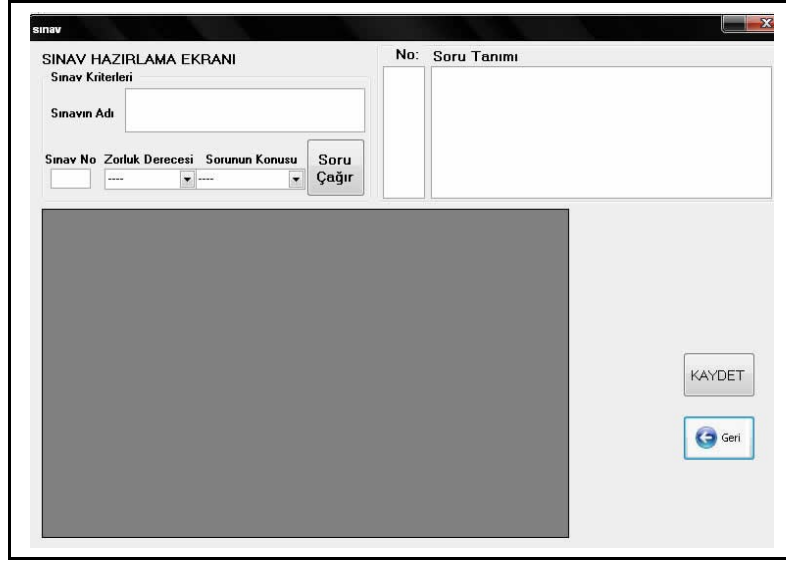 sınav
SINAV HAZIRLAMA EKRANI
Sınav Kriterleri
Sınavın Adı
Sınav No Zorluk Derecesi Sorunun Konusu
---- ----
Soru
Çağır
No: Soru Tanımı
KAYDET
Geri